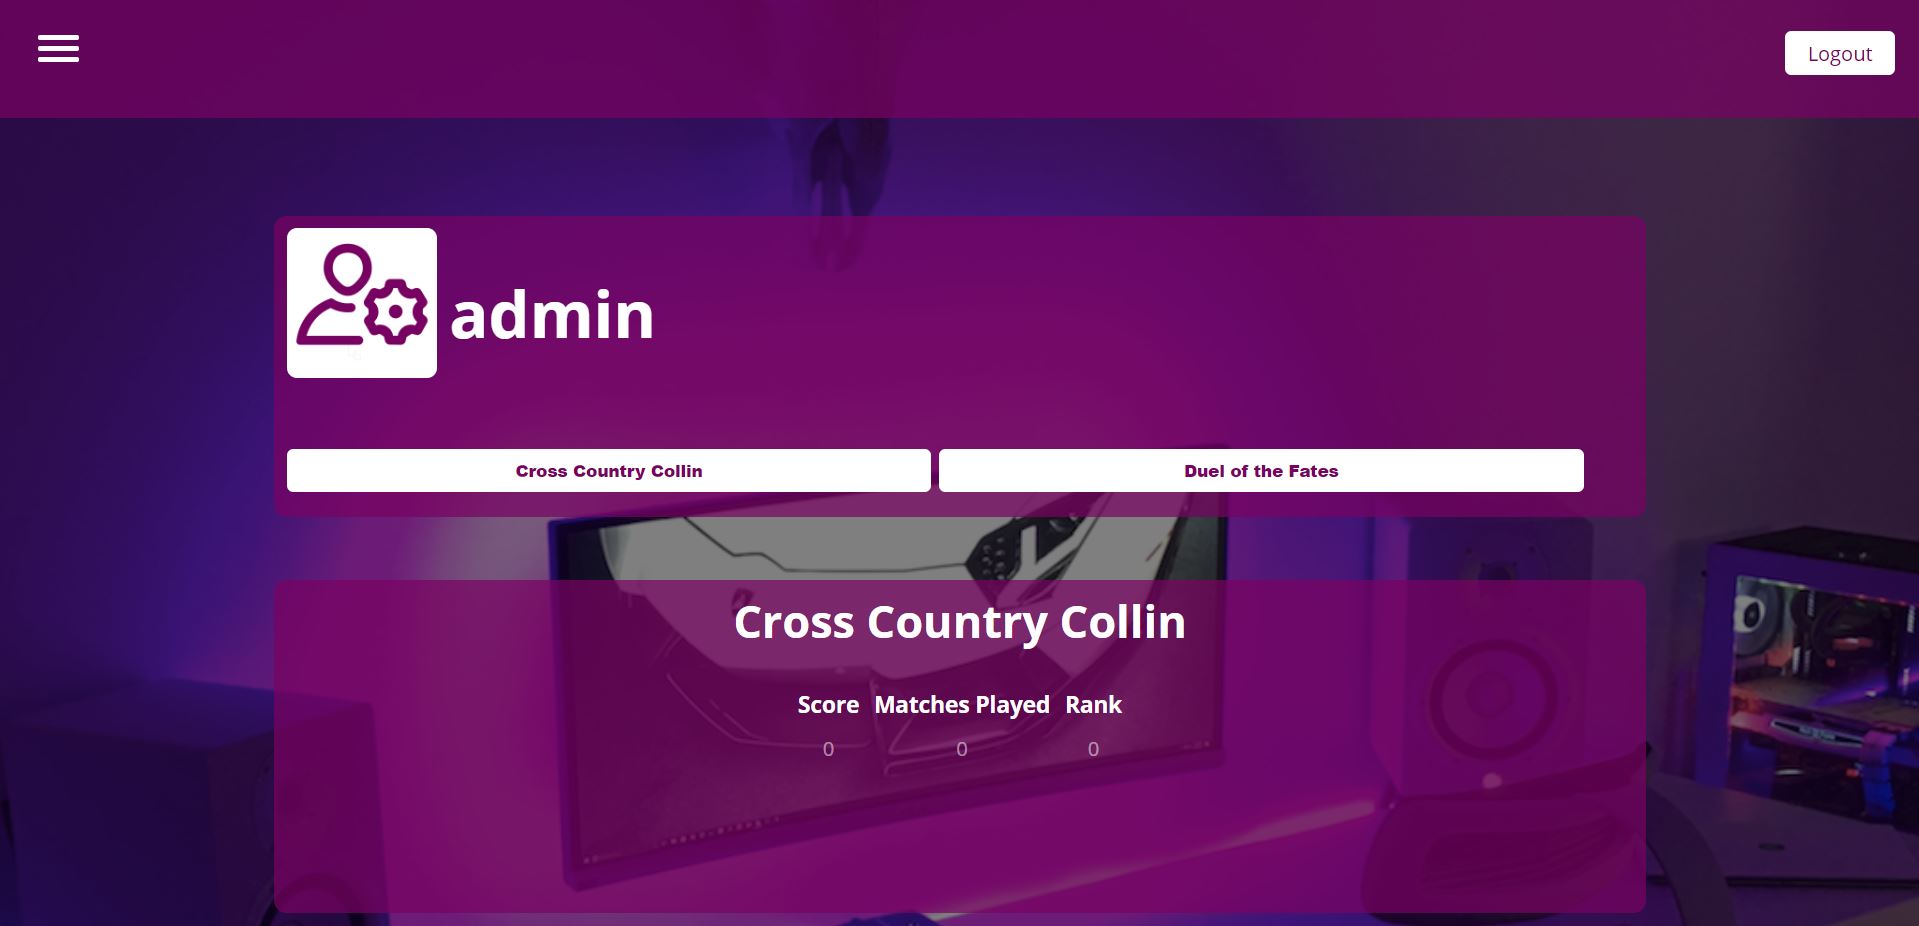 Logout
admin
Cross Country Collin
Duel of the Fates
Cross Country Collin
Score Matches Played Rank
0 0 0